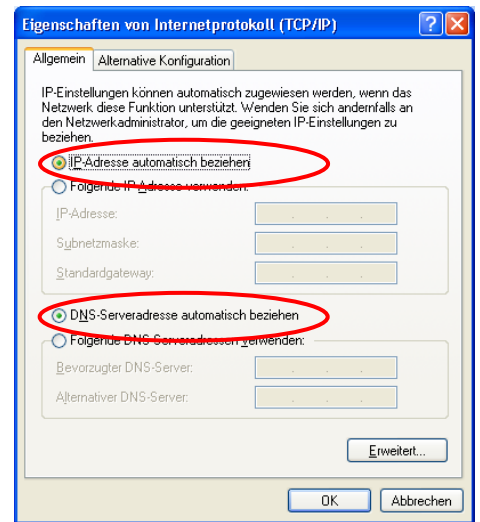 Eigenschaften von Internetprotokoll (TCP/IP)
Allgemein
Alternative Konfiguration
IP-Einstellungen können automatisch zugewiesen werden, wenn das
Netzwerk diese Funktion unterstützt. Wenden Sie sich andernfalls an
den Netzwerkadministrator, um die geeigneten IP-Einstellungen zu
beziehen.
IP-Adresse automatisch beziehen
Folgende IP-Adresse verwenden:
IP-Adresse:
Subnetzmaske:
Standardgateway:
DNS-Serveradresse automatisch beziehen
Folgende DNS-Serveradressen verwenden:
Bevorzugter DNS-Server:
Alternativer DNS-Server:
Erweitert...
OK
Abbrechen